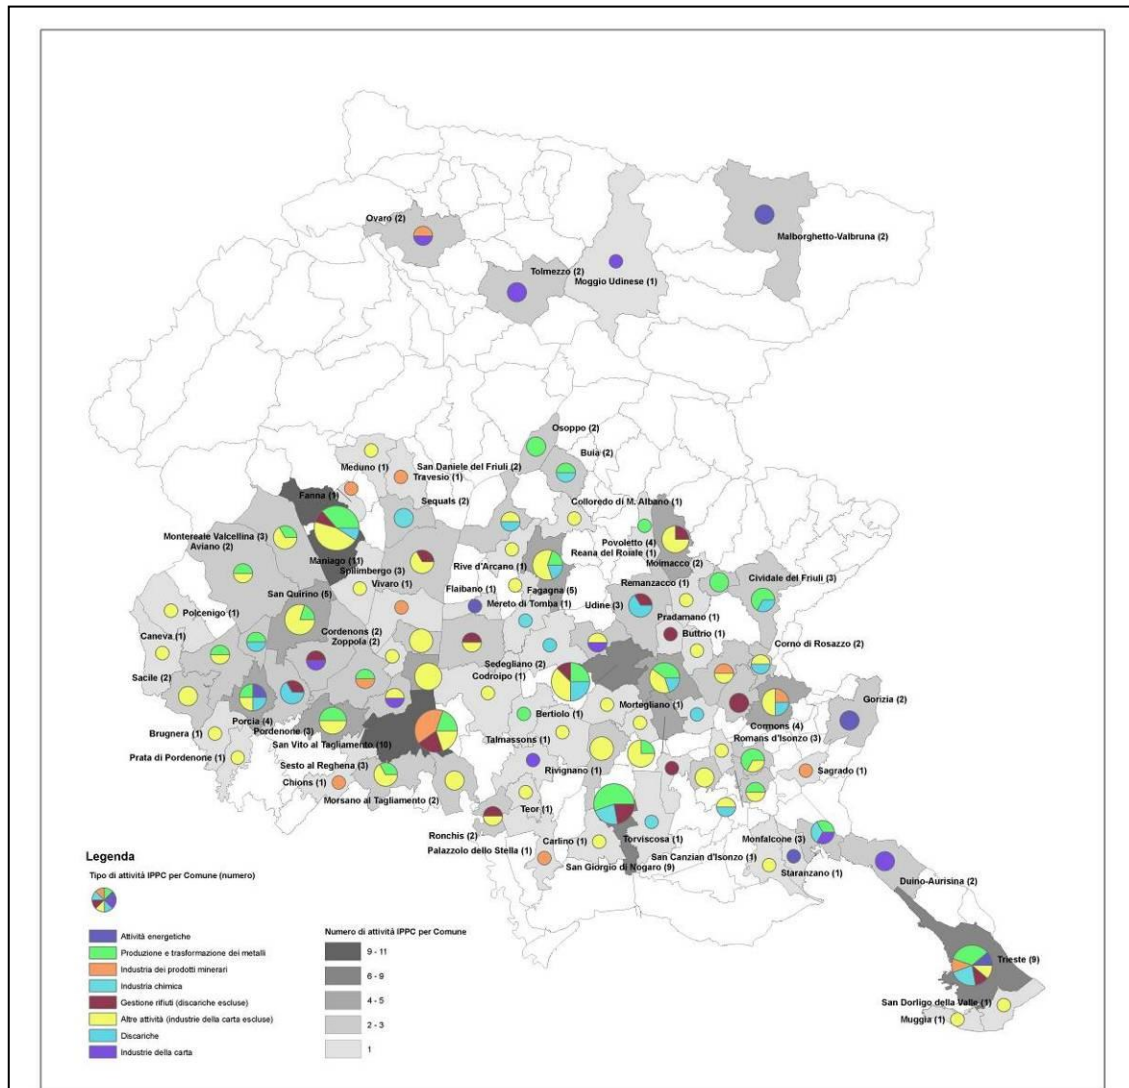 Ovaro (2)
Malborghetto-Valbruna (2)
Tolmezzo (2)
Moggio Udinese (1)
Osoppo (2)
Buia (2)
Meduno (1)
San Daniele del Friuli (2)
Travesio (1)
Fanna (1)
Sequals (2)
Colloredo di M. Albano (1)
Montereale Valcellina (3)
Aviano (2)
Povoletto (4)
Reana del Roiale (1)
Moimacco (2)
Maniago (11)
Spilimbergo (3)
Rive d'Arcano (1)
Vivaro (1)
Flaibano (1)
Fagagna (5)
Remanzacco (1)
Cividale del Friuli (3)
San Quirino (5)
Mereto di Tomba (1)
Udine (3)
Pradamano (1)
Polcenigo (1)
Cordenons (2)
Zoppola (2)
Buttrio (1)
Caneva (1)
Corno di Rosazzo (2)
Sedegliano (2)
Codroipo (1)
Sacile (2)
Gorizia (2)
Porcia (4)
Pordenone (3)
Bertiolo (1)
Mortegliano (1)
Cormons (4)
Brugnera (1)
San Vito al Tagliamento (10)
Talmassons (1)
Romans d'Isonzo (3)
Prata di Pordenone (1)
Sesto al Reghena (3)
Rivignano (1)
Sagrado (1)
Chions (1)
Morsano al Tagliamento (2)
Teor (1)
Ronchis (2)
Carlino (1)
Torviscosa (1)
Monfalcone (3)
Palazzolo dello Stella (1)
San Canzian d'Isonzo (1)
San Giorgio di Nogaro (9)
Staranzano (1)
Duino-Aurisina (2)
Trieste (9)
San Dorligo della Valle (1)
Muggia (1)
Legenda
Tipo di attività IPPC per Comune (numero)
Attività energetiche
Produzione e trasformazione dei metalli
Industria dei prodotti minerari
Industria chimica
Gestione rifiuti (discariche escluse)
Altre attività (industrie della carta escluse)
Discariche
Industrie della carta
Numero di attività IPPC per Comune
9 - 11
6 - 9
4 - 5
2 - 3
1